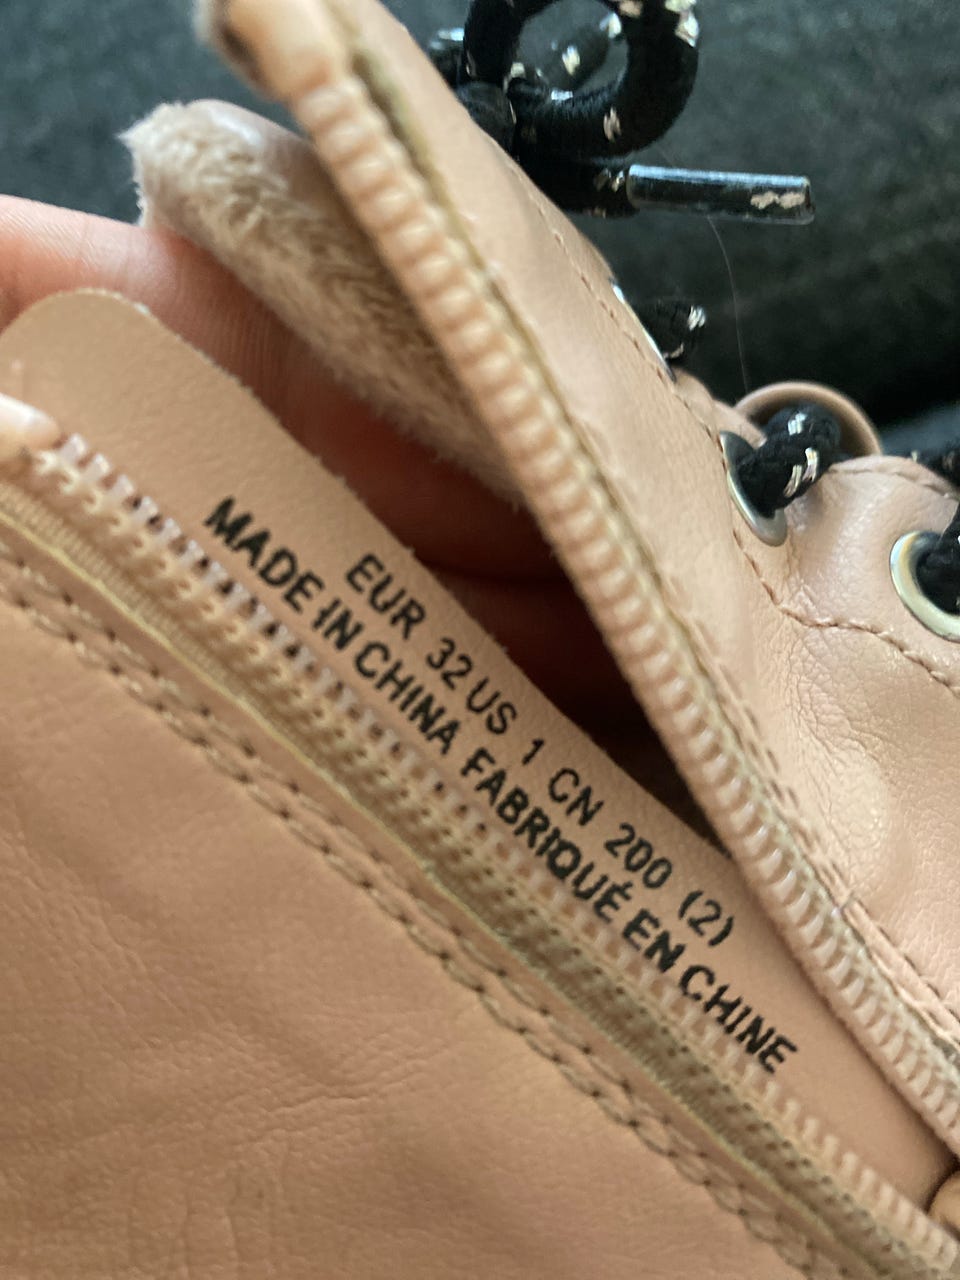 EUR 32 US 1 CN 200 (2)
MADE IN CHINA FABRIQUÉ EN CHINE